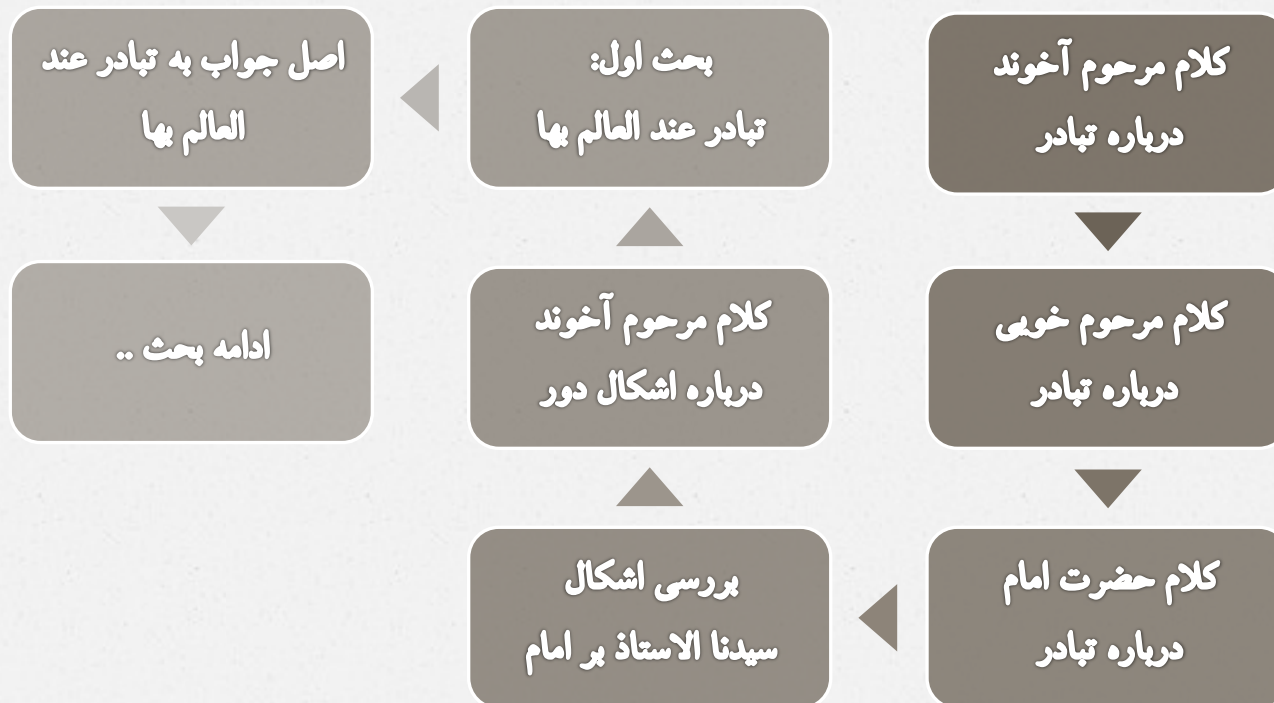 کلام مرحوم آخوند
درباره تبادر
کلام مرحوم خویی
درباره تبادر
کلام حضرت امام
درباره تبادر
بررسی اشکال
سیدنا الاستاذ بر امام
کلام مرحوم آخوند
درباره اشکال دور
بحث اول:
تبادر عند العالم بها
اصل جواب به تبادر عند
العالم بها
ادامه بحث ..